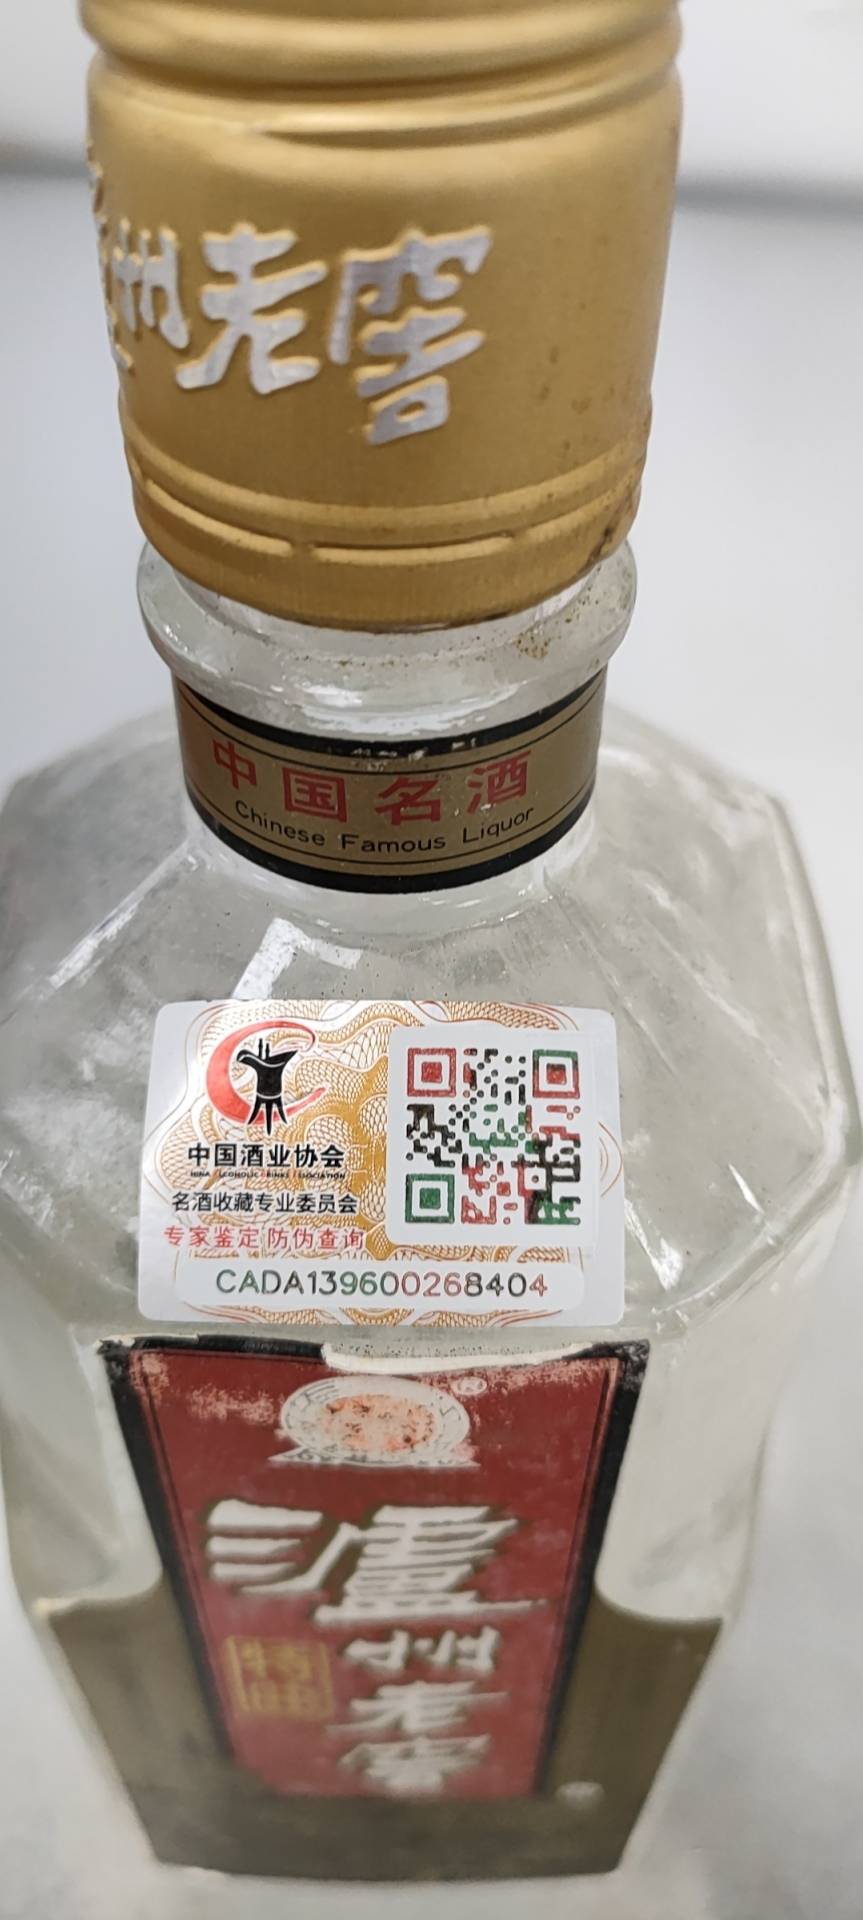 州老窖
中国名酒
Chinese Famous Liquor
中国酒业协会
名酒收藏专业委员会
专家鉴定 防伪查询
CADA139600268404
®
瀘
州
老
窖
特
曲